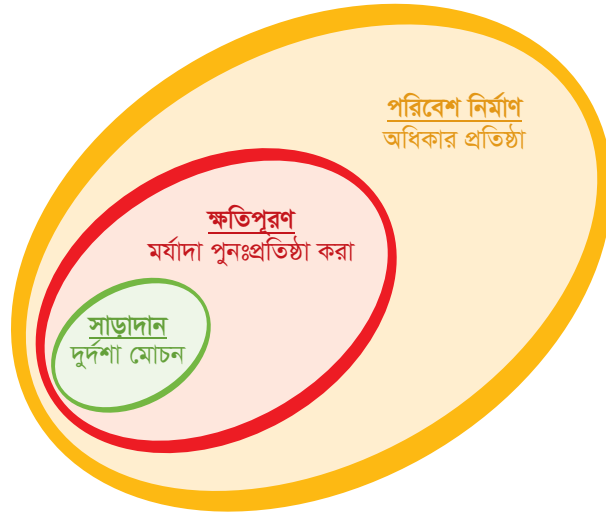 পরিবেশ নির্মাণ
অধিকার প্রতিষ্ঠা
ক্ষতিপূরণ
মর্যাদা পুনঃপ্রতিষ্ঠা করা
সাড়াদান
দুর্দশা মোচন